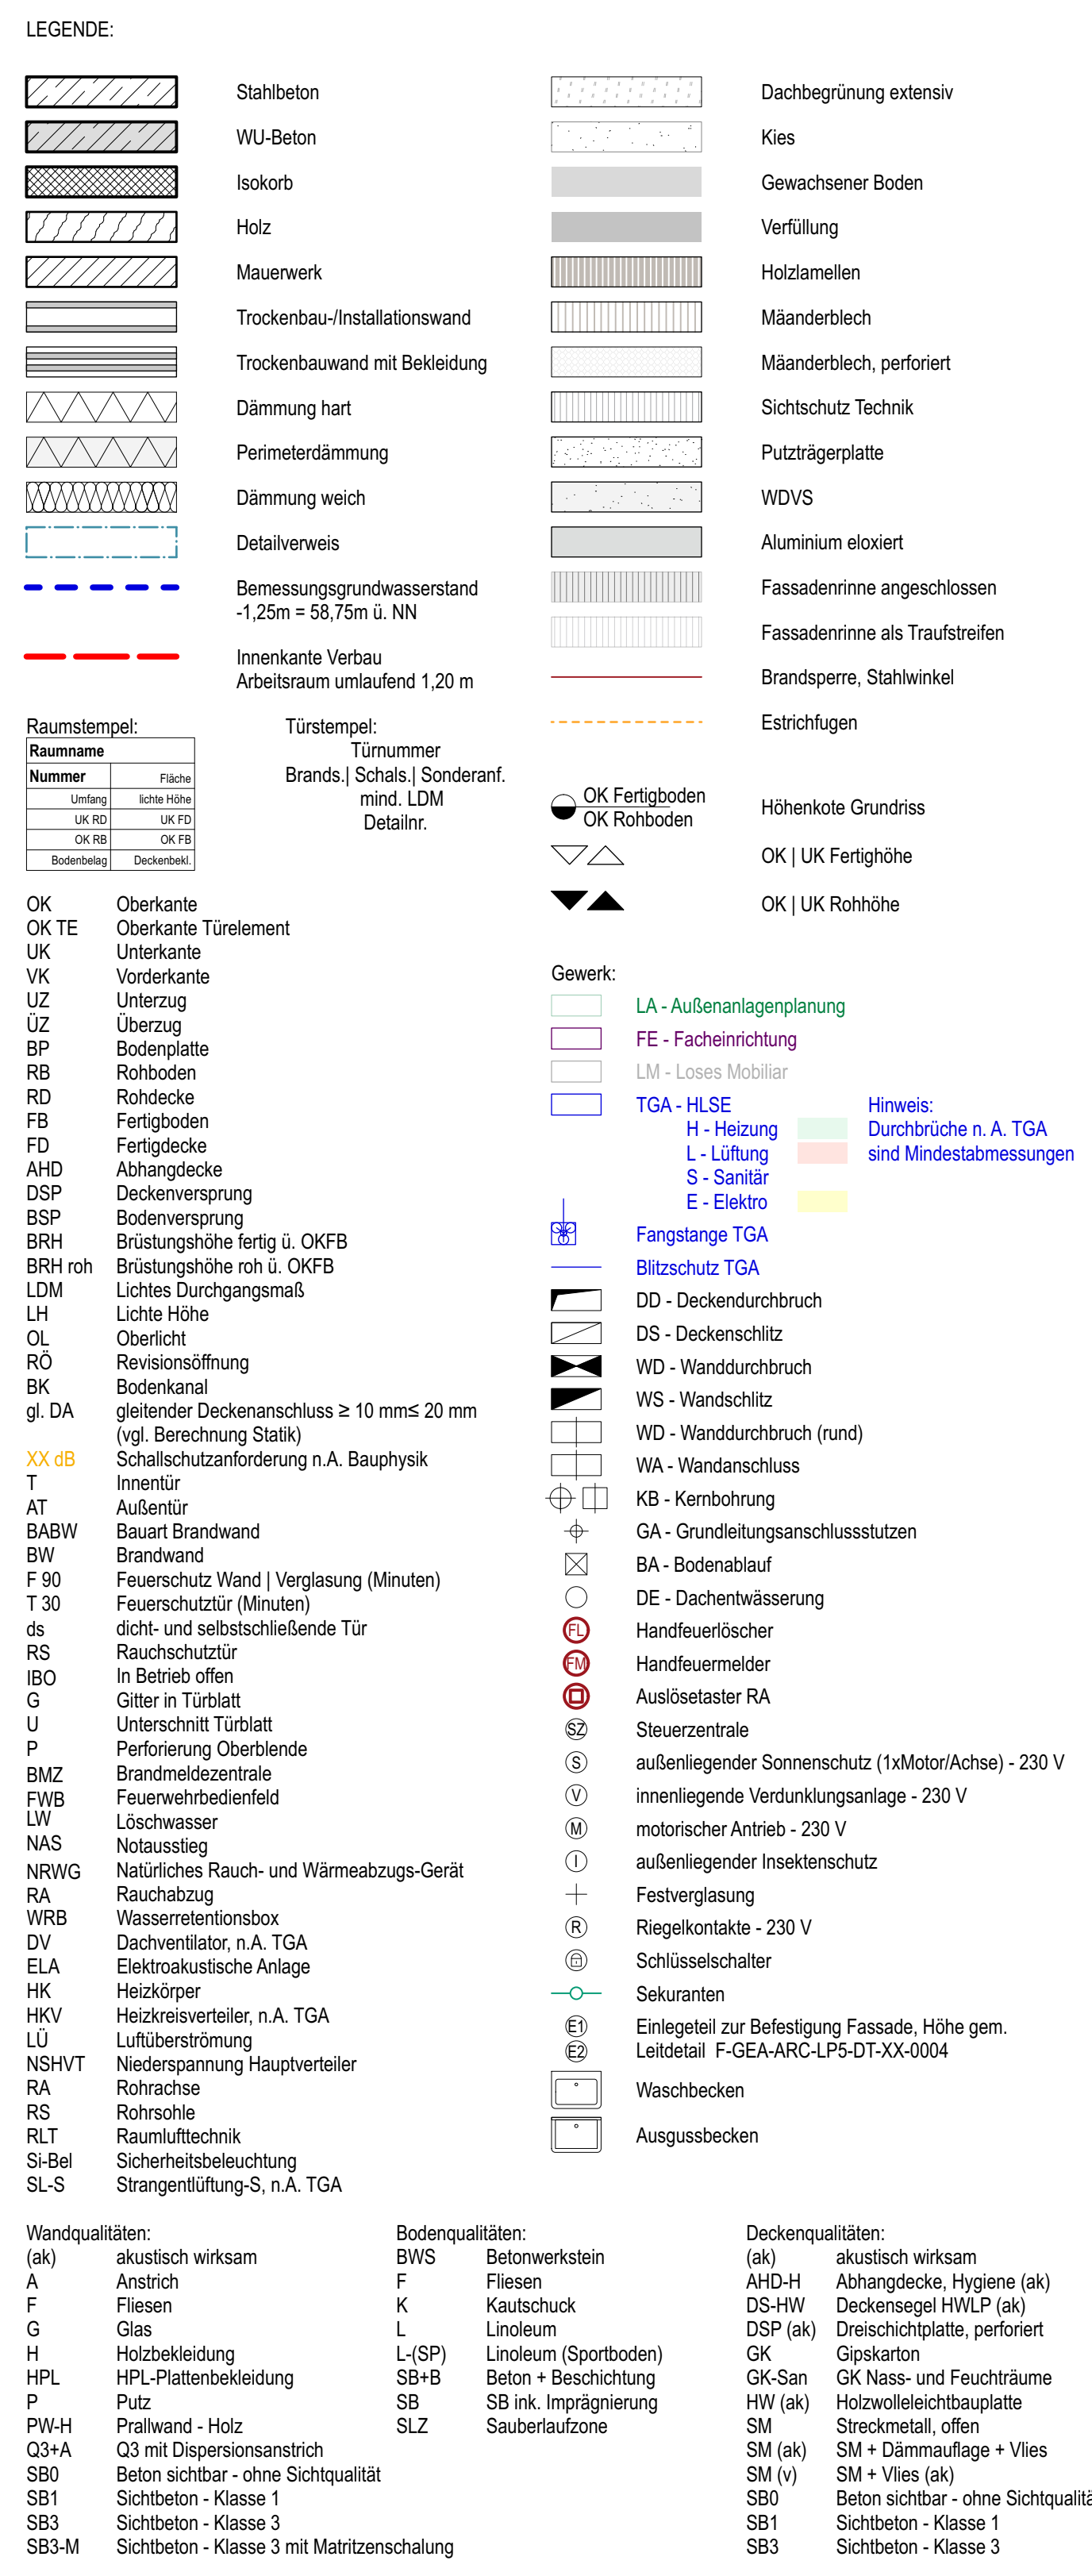 LEGENDE:
Stahlbeton
WU-Beton
Isokorb
Holz
Mauerwerk
Trockenbau-/Installationswand
Trockenbauwand mit Bekleidung
Dämmung hart
Perimeterdämmung
Dämmung weich
Detailverweis
Bemessungsgrundwasserstand
-1,25m = 58,75m ü. NN
Innenkante Verbau
Arbeitsraum umlaufend 1,20 m
Dachbegrünung extensiv
Kies
Gewachsener Boden
Verfüllung
Holzlamellen
Mäanderblech
Mäanderblech, perforiert
Sichtschutz Technik
Putzträgerplatte
WDVS
Aluminium eloxiert
Fassadenrinne angeschlossen
Fassadenrinne als Traufstreifen
Brandsperre, Stahlwinkel
Estrichfugen
Raumstempel:
Raumname
Nummer Fläche
Umfang lichte Höhe
UK RD UK FD
OK RB OK FB
Bodenbelag Deckenbekl.
Türstempel:
Türnummer
Brands.| Schals.| Sonderanf.
mind. LDM
Detailnr.
OK Fertigboden
OK Rohboden
Höhenkote Grundriss
OK | UK Fertighöhe
OK | UK Rohhöhe
OK Oberkante
OK TE Oberkante Türelement
UK Unterkante
VK Vorderkante
UZ Unterzug
ÜZ Überzug
BP Bodenplatte
RB Rohboden
RD Rohdecke
FB Fertigboden
FD Fertigdecke
AHD Abhangdecke
DSP Deckenversprung
BSP Bodenversprung
BRH Brüstungshöhe fertig ü. OKFB
BRH roh Brüstungshöhe roh ü. OKFB
LDM Lichtes Durchgangsmaß
LH Lichte Höhe
OL Oberlicht
RÖ Revisionsöffnung
BK Bodenkanal
gl. DA gleitender Deckenanschluss ≥ 10 mm≤ 20 mm
(vgl. Berechnung Statik)
XX dB Schallschutzanforderung n.A. Bauphysik
T Innentür
AT Außentür
BABW Bauart Brandwand
BW Brandwand
F 90 Feuerschutz Wand | Verglasung (Minuten)
T 30 Feuerschutztür (Minuten)
ds dicht- und selbstschließende Tür
RS Rauchschutztür
IBO In Betrieb offen
G Gitter in Türblatt
U Unterschnitt Türblatt
P Perforierung Oberblende
BMZ Brandmeldezentrale
FWB Feuerwehrbedienfeld
LW Löschwasser
NAS Notausstieg
NRWG Natürliches Rauch- und Wärmeabzugs-Gerät
RA Rauchabzug
WRB Wasserretentionsbox
DV Dachventilator, n.A. TGA
ELA Elektroakustische Anlage
HK Heizkörper
HKV Heizkreisverteiler, n.A. TGA
LÜ Luftüberströmung
NSHVT Niederspannung Hauptverteiler
RA Rohrachse
RS Rohrsohle
RLT Raumlufttechnik
Si-Bel Sicherheitsbeleuchtung
SL-S Strangentlüftung-S, n.A. TGA
Gewerk:
LA - Außenanlagenplanung
FE - Facheinrichtung
LM - Loses Mobiliar
TGA - HLSE
H - Heizung
L - Lüftung
S - Sanitär
E - Elektro
Hinweis:
Durchbrüche n. A. TGA
sind Mindestabmessungen
Fangstange TGA
Blitzschutz TGA
DD - Deckendurchbruch
DS - Deckenschlitz
WD - Wanddurchbruch
WS - Wandschlitz
WD - Wanddurchbruch (rund)
WA - Wandanschluss
KB - Kernbohrung
GA - Grundleitungsanschlussstutzen
BA - Bodenablauf
DE - Dachentwässerung
FL Handfeuerlöscher
FM Handfeuermelder
Auslösetaster RA
SZ Steuerzentrale
S außenliegender Sonnenschutz (1xMotor/Achse) - 230 V
V innenliegende Verdunklungsanlage - 230 V
M motorischer Antrieb - 230 V
I außenliegender Insektenschutz
Festverglasung
R Riegelkontakte - 230 V
Schlüsselschalter
Sekuranten
E1 Einlegeteil zur Befestigung Fassade, Höhe gem.
E2 Leitdetail F-GEA-ARC-LP5-DT-XX-0004
Waschbecken
Ausgussbecken
Wandqualitäten:
(ak) akustisch wirksam
A Anstrich
F Fliesen
G Glas
H Holzbekleidung
HPL HPL-Plattenbekleidung
P Putz
PW-H Prallwand - Holz
Q3+A Q3 mit Dispersionsanstrich
SB0 Beton sichtbar - ohne Sichtqualität
SB1 Sichtbeton - Klasse 1
SB3 Sichtbeton - Klasse 3
SB3-M Sichtbeton - Klasse 3 mit Matritzenschalung
Bodenqualitäten:
BWS Betonwerkstein
F Fliesen
K Kautschuck
L Linoleum
L-(SP) Linoleum (Sportboden)
SB+B Beton + Beschichtung
SB SB ink. Imprägnierung
SLZ Sauberlaufzone
Deckenqualitäten:
(ak) akustisch wirksam
AHD-H Abhangdecke, Hygiene (ak)
DS-HW Deckensegel HWLP (ak)
DSP (ak) Dreischichtplatte, perforiert
GK Gipskarton
GK-San GK Nass- und Feuchträume
HW (ak) Holzwolleleichtbauplatte
SM Streckmetall, offen
SM (ak) SM + Dämmauflage + Vlies
SM (v) SM + Vlies (ak)
SB0 Beton sichtbar - ohne Sichtqualitä
SB1 Sichtbeton - Klasse 1
SB3 Sichtbeton - Klasse 3